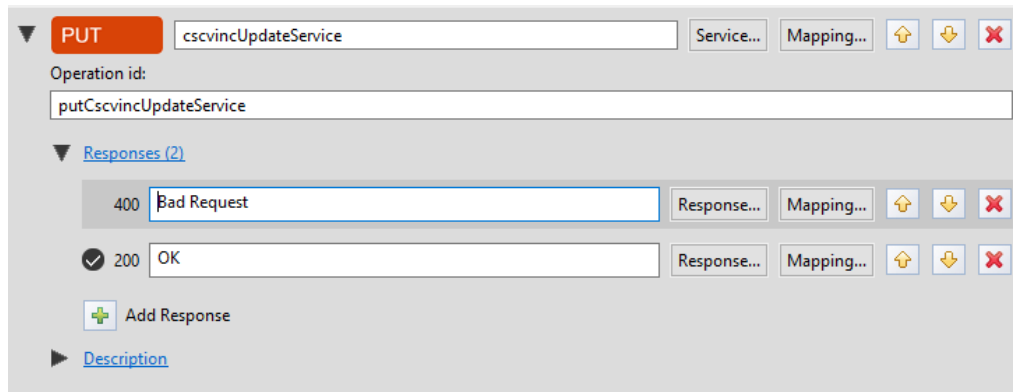 PUT cscvincUpdateService Service... Mapping...
Operation id:
putCscvincUpdateService
Responses (2)
400 Bad Request Response... Mapping...
200 OK Response... Mapping...
Add Response
Description